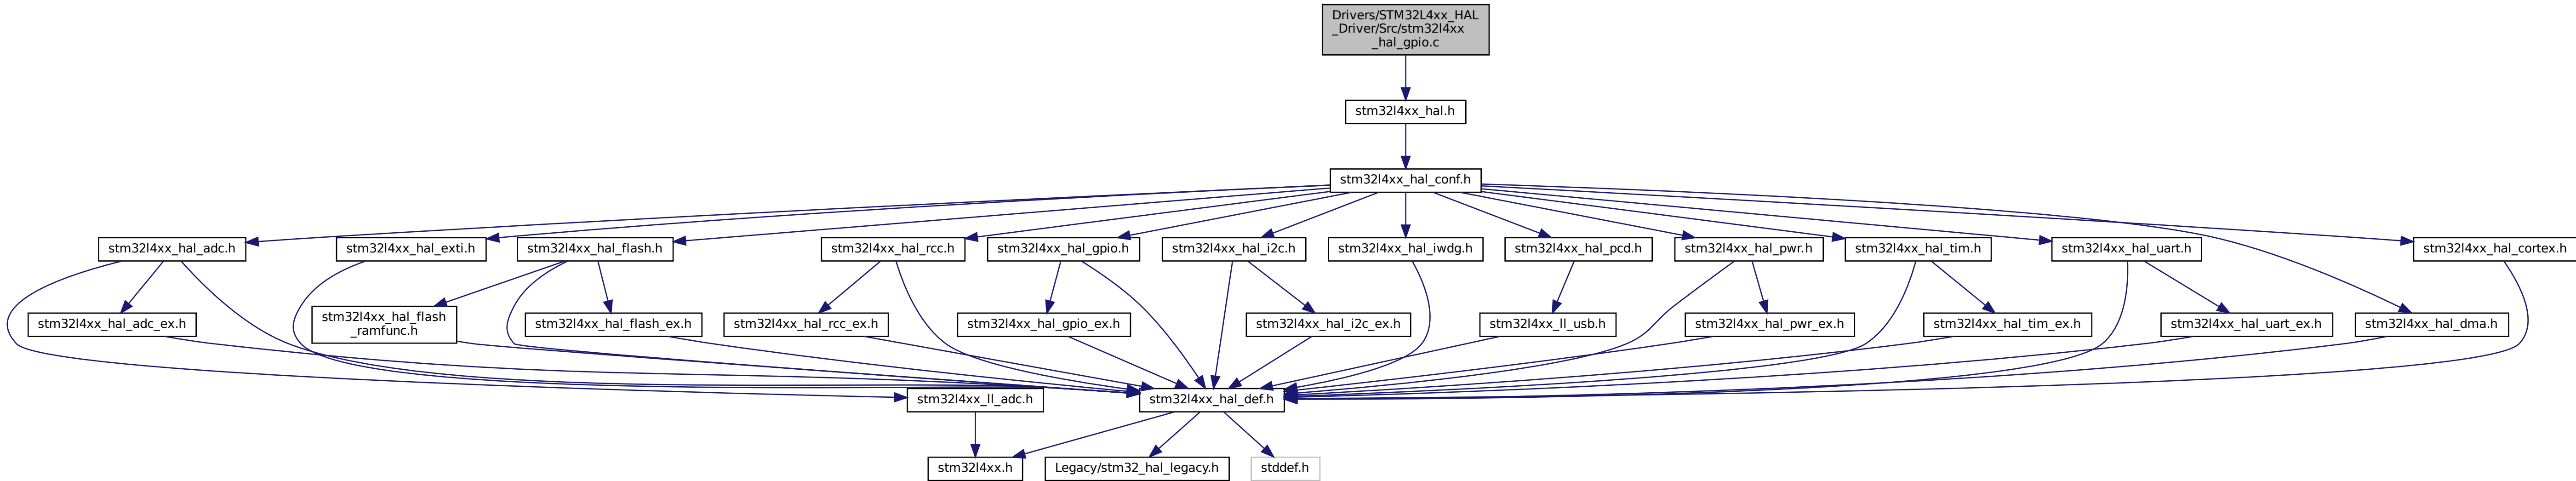 Drivers/STM32L4xx_HAL
_Driver/Src/stm32l4xx
_hal_gpio.c
stm32l4xx_hal.h
stm32l4xx_hal_conf.h
stm32l4xx_hal_adc.h
stm32l4xx_hal_exti.h
stm32l4xx_hal_flash.h
stm32l4xx_hal_rcc.h
stm32l4xx_hal_gpio.h
stm32l4xx_hal_i2c.h
stm32l4xx_hal_iwdg.h
stm32l4xx_hal_pcd.h
stm32l4xx_hal_pwr.h
stm32l4xx_hal_tim.h
stm32l4xx_hal_uart.h
stm32l4xx_hal_cortex.h
stm32l4xx_hal_adc_ex.h
stm32l4xx_hal_flash
_ramfunc.h
stm32l4xx_hal_flash_ex.h
stm32l4xx_hal_rcc_ex.h
stm32l4xx_hal_gpio_ex.h
stm32l4xx_hal_i2c_ex.h
stm32l4xx_ll_usb.h
stm32l4xx_hal_pwr_ex.h
stm32l4xx_hal_tim_ex.h
stm32l4xx_hal_uart_ex.h
stm32l4xx_hal_dma.h
stm32l4xx_ll_adc.h
stm32l4xx_hal_def.h
stm32l4xx.h
Legacy/stm32_hal_legacy.h
stddef.h